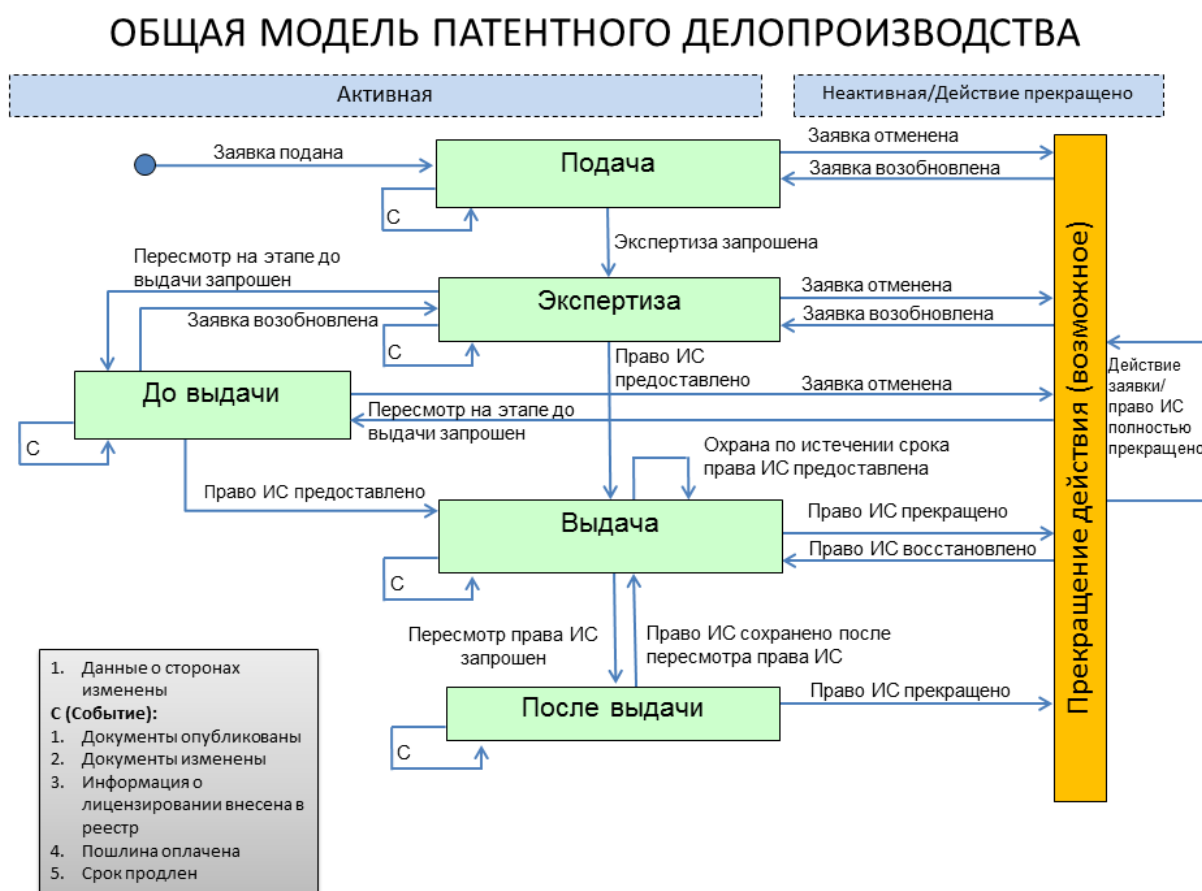 ОБЩАЯ МОДЕЛЬ ПАТЕНТНОГО ДЕЛОПРОИЗВОДСТВА
Активная
Неактивная/Действие прекращено
Заявка подана
Подача
Заявка отменена
Заявка возобновлена
С
Экспертиза запрошена
Пересмотр на этапе до
выдачи запрошен
Экспертиза
Заявка отменена
Заявка возобновлена
Заявка возобновлена
С
Право ИС
предоставлено
До выдачи
Заявка отменена
Пересмотр на этапе до
выдачи запрошен
С
Действие
заявки/
право ИС
полностью
прекращено
Прекращение действия (возможное)
Охрана по истечении срока
права ИС предоставлена
Право ИС предоставлено
Выдача
Право ИС прекращено
Право ИС восстановлено
С
Пересмотр права ИС
запрошен
Право ИС сохранено после
пересмотра права ИС
После выдачи
Право ИС прекращено
С
1. Данные о сторонах
изменены
С (Событие):
1. Документы опубликованы
2. Документы изменены
3. Информация о
лицензировании внесена в
реестр
4. Пошлина оплачена
5. Срок продлен